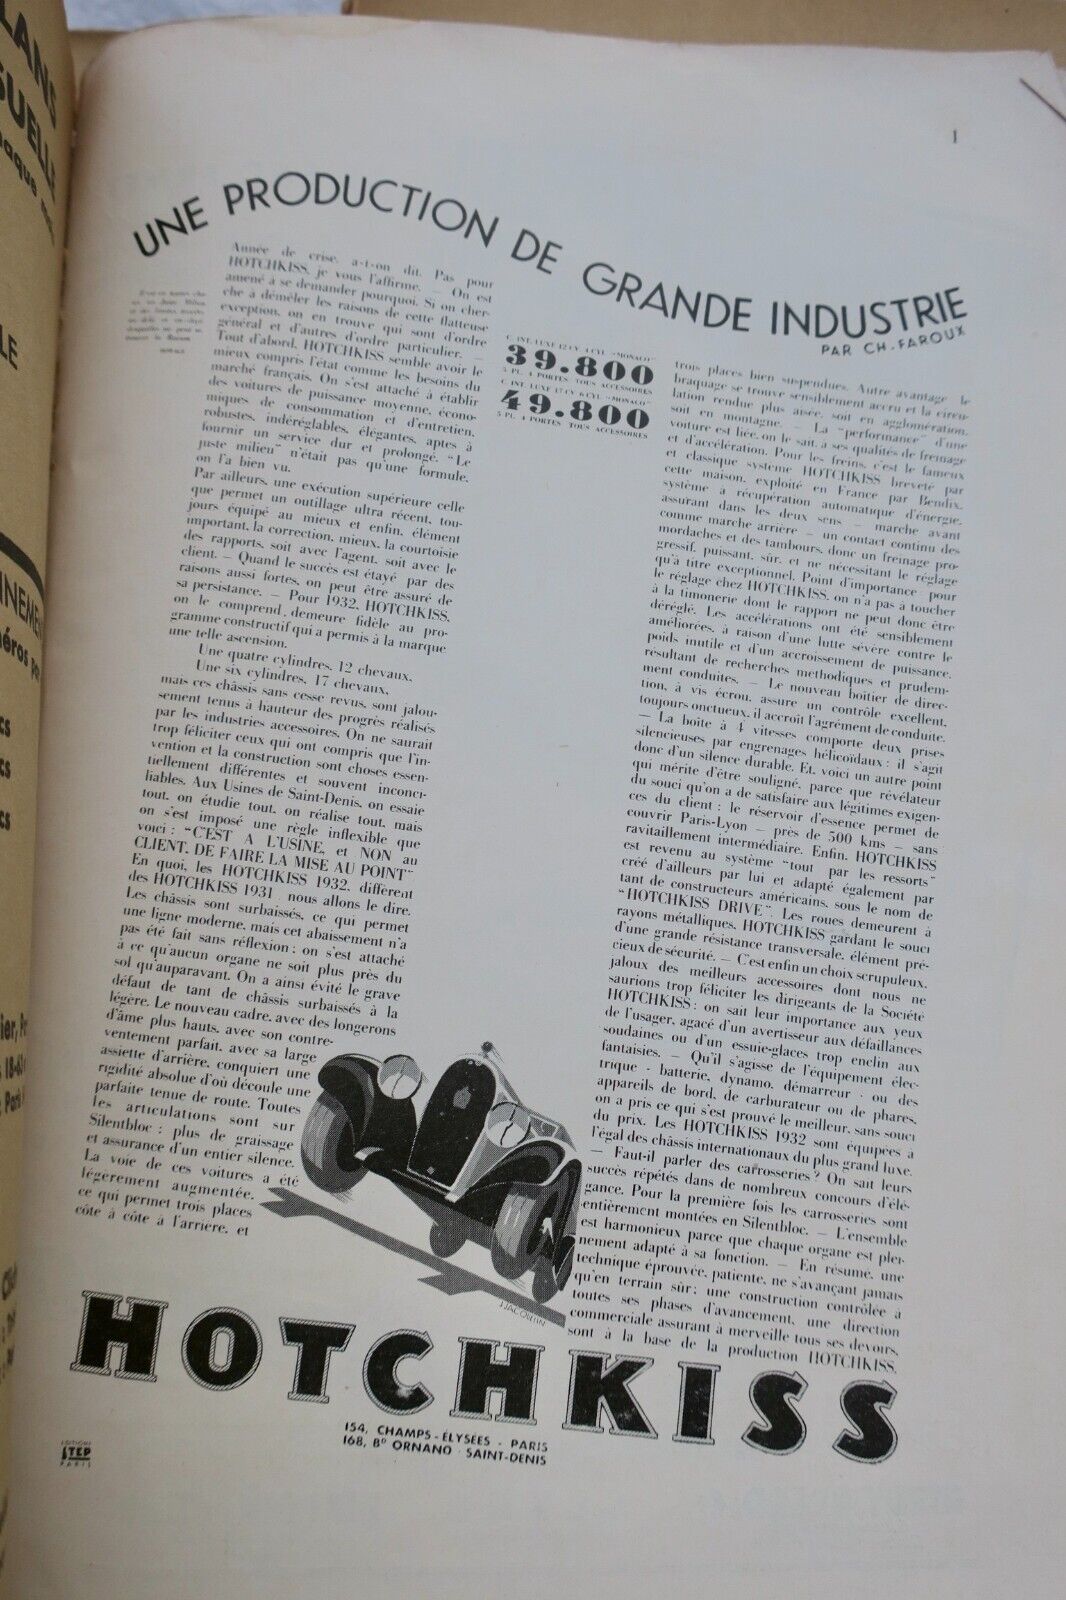 LANS
SUELLE
haque
LE
INEMENT
éros
cs
cs
cs
1
UNE PRODUCTION DE GRANDE INDUSTRIE
PAR CH-FAROUX
Année de crise, a-t-on dit. Pas pour
HOTCHKISS, je vous l'affirme. — On est
amené à se demander pourquoi. Si on cher-
che à démêler les raisons de cette flatteuse
exception, on en trouve qui sont d'ordre
général et d'autres d'ordre particulier. —
Tout d'abord, HOTCHKISS semble avoir le
mieux compris l'état comme les besoins du
marché français. On s'est attaché à établir
des voitures de puissance moyenne, écono-
miques de consommation et d'entretien,
robustes, indéréglables, élégantes, aptes à
fournir un service dur et prolongé. "Le
juste milieu" n'était pas qu'une formule,
on l'a bien vu.
Par ailleurs, une exécution supérieure celle
que permet un outillage ultra récent, tou-
jours équipé au mieux et enfin, élément
important, la correction, mieux, la courtoisie
des rapports, soit avec l'agent, soit avec le
client. — Quand le succès est étayé par des
raisons aussi fortes, on peut être assuré de
sa persistance. — Pour 1932, HOTCHKISS,
on le comprend, demeure fidèle au pro-
gramme constructif qui a permis à la marque
une telle ascension.
Une quatre cylindres, 12 chevaux,
Une six cylindres, 17 chevaux,
mais ces châssis sans cesse revus, sont jalou-
sement tenus à hauteur des progrès réalisés
par les industries accessoires. On ne saurait
trop féliciter ceux qui ont compris que l'in-
vention et la construction sont choses essen-
tiellement différentes et souvent inconci-
liables. Aux Usines de Saint-Denis, on essaie
tout, on étudie tout, on réalise tout, mais
on s'est imposé une règle inflexible que
voici : "C'EST A L'USINE, et NON au
CLIENT, DE FAIRE LA MISE AU POINT"
En quoi, les HOTCHKISS 1932, diffèrent
des HOTCHKISS 1931, nous allons le dire.
Les châssis sont surbaissés, ce qui permet
une ligne moderne, mais cet abaissement n'a
pas été fait sans réflexion ; on s'est attaché
à ce qu'aucun organe ne soit plus près du
sol qu'auparavant. On a ainsi évité le grave
défaut de tant de châssis surbaissés à la
légère. Le nouveau cadre, avec des longerons
d'âme plus hauts, avec son contre-
ventement parfait, avec sa large
assiette d'arrière, conquiert une
rigidité absolue d'où découle une
parfaite tenue de route. Toutes
les articulations sont sur
Silentbloc : plus de graissage
et assurance d'un entier silence.
La voie de ces voitures a été
légèrement augmentée,
ce qui permet trois places
côte à côte à l'arrière, et
C. INT. LUXE 12 CV 4 CYL "MONACO"
39.800
5 PL. 4 PORTES TOUS ACCESSOIRES
C. INT. LUXE 17 CV 6 CYL "MONACO"
49.800
5 PL. 4 PORTES TOUS ACCESSOIRES
trois places bien suspendues. Autre avantage : le
braquage se trouve sensiblement accru et la circu-
lation rendue plus aisée, soit en agglomération,
soit en montagne. — La "performance" d'une
voiture est liée, on le sait, à ses qualités de freinage
et d'accélération. Pour les freins, c'est le fameux
et classique système HOTCHKISS breveté par
cette maison, exploité en France par Bendix,
système à récupération automatique d'énergie,
assurant dans les deux sens — marche avant
comme marche arrière — un contact continu des
mordaches et des tambours, donc un freinage pro-
gressif, puissant, sûr, et ne nécessitant le réglage
qu'à titre exceptionnel. Point d'importance : pour
le réglage chez HOTCHKISS, on n'a pas à toucher
à la timonerie dont le rapport ne peut donc être
déréglé. Les accélérations ont été sensiblement
améliorées, à raison d'une lutte sévère contre le
poids inutile et d'un accroissement de puissance,
résultant de recherches méthodiques et prudem-
ment conduites. — Le nouveau boîtier de direc-
tion, à vis écrou, assure un contrôle excellent,
toujours onctueux, il accroît l'agrément de conduite.
— La boîte à 4 vitesses comporte deux prises
silencieuses par engrenages hélicoïdaux : il s'agit
donc d'un silence durable. Et, voici un autre point
qui mérite d'être souligné, parce que révélateur
du souci qu'on a de satisfaire aux légitimes exigen-
ces du client : le réservoir d'essence permet de
couvrir Paris-Lyon — près de 500 kms — sans
ravitaillement intermédiaire. Enfin, HOTCHKISS
est revenu au système "tout par les ressorts"
créé d'ailleurs par lui et adapté également par
tant de constructeurs américains, sous le nom de
"HOTCHKISS DRIVE". Les roues demeurent à
rayons métalliques, HOTCHKISS gardant le souci
d'une grande résistance transversale, élément pré-
cieux de sécurité. — C'est enfin un choix scrupuleux,
jaloux des meilleurs accessoires dont nous ne
saurions trop féliciter les dirigeants de la Société
HOTCHKISS : on sait leur importance aux yeux
de l'usager, agacé d'un avertisseur aux défaillances
soudaines ou d'un essuie-glaces trop enclin aux
fantaisies. — Qu'il s'agisse de l'équipement élec-
trique - batterie, dynamo, démarreur - ou des
appareils de bord, de carburateur ou de phares,
on a pris ce qui s'est prouvé le meilleur, sans souci
du prix. Les HOTCHKISS 1932 sont équipées à
l'égal des châssis internationaux du plus grand luxe.
— Faut-il parler des carrosseries ? On sait leurs
succès répétés dans de nombreux concours d'élé-
gance. Pour la première fois les carrosseries sont
entièrement montées en Silentbloc. — L'ensemble
est harmonieux parce que chaque organe est plei-
nement adapté à sa fonction. — En résumé, une
technique éprouvée, patiente, ne s'avançant jamais
qu'en terrain sûr ; une construction contrôlée à
toutes ses phases d'avancement, une direction
commerciale assurant à merveille tous ses devoirs,
sont à la base de la production HOTCHKISS.
J. JACQUELIN
HOTCHKISS
154, CHAMPS-ÉLYSÉES - PARIS
168, Bd ORNANO - SAINT-DENIS
EDITIONS
STEP
PARIS